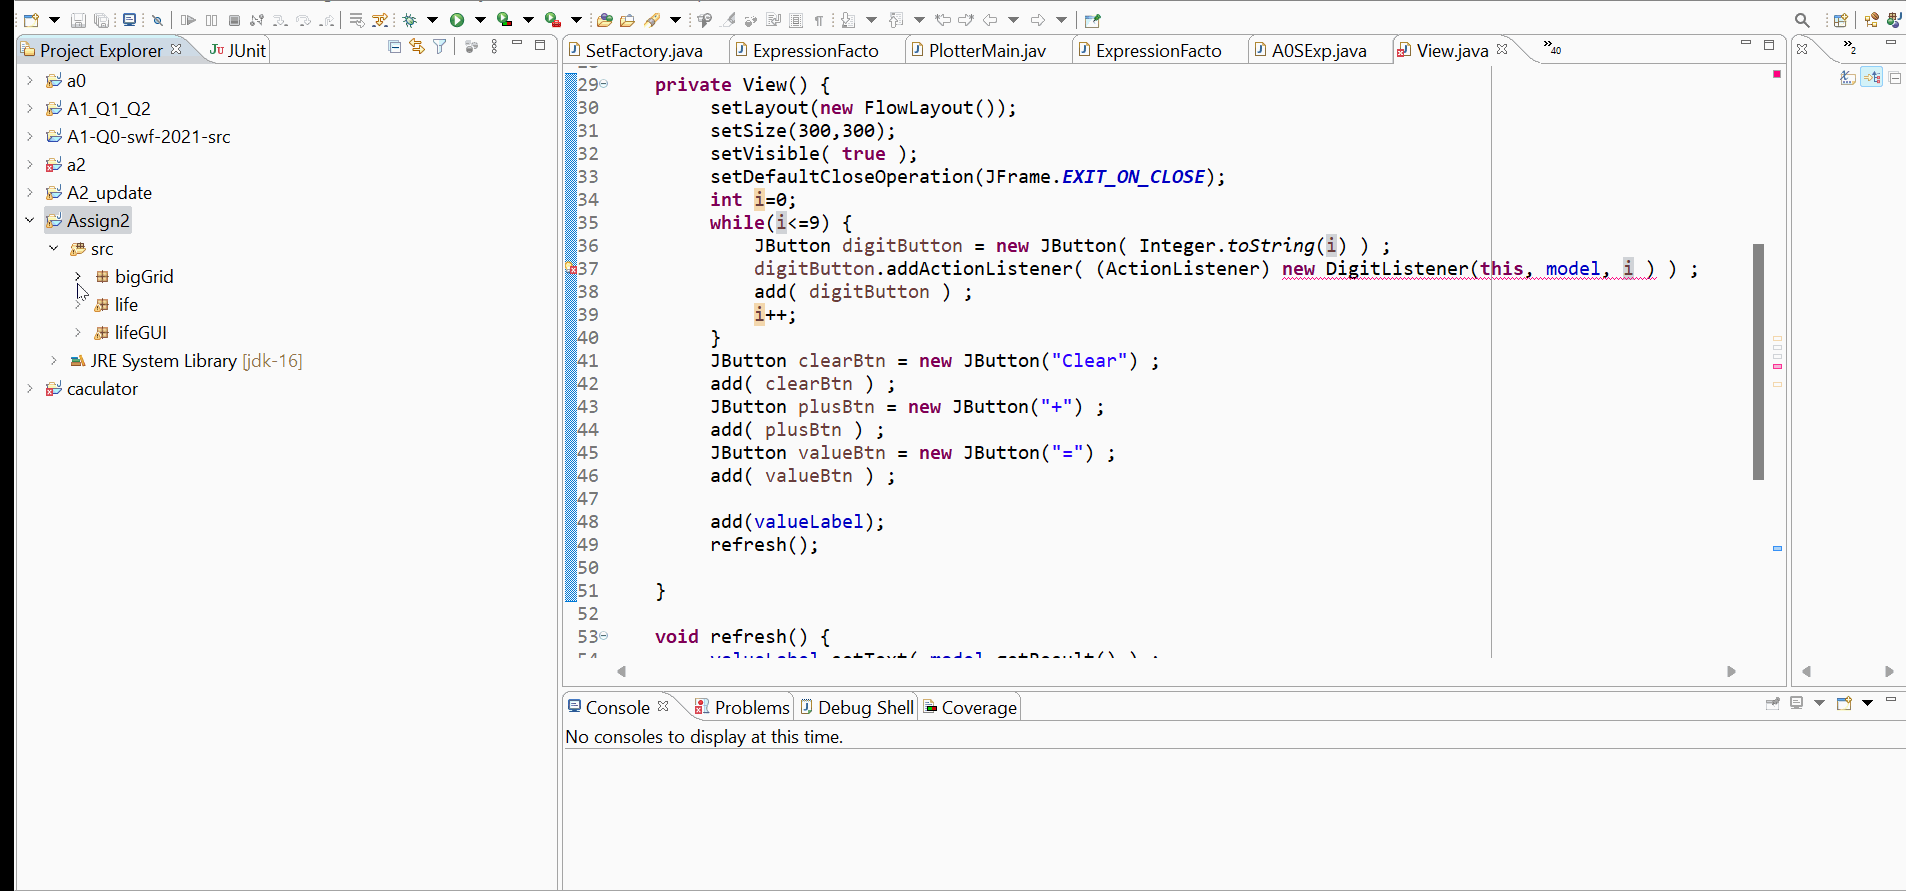 Project Explorer JUnit
a0
A1_Q1_Q2
A1-Q0-swf-2021-src
a2
A2_update
Assign2
src
bigGrid
life
lifeGUI
JRE System Library [jdk-16]
caculator
SetFactory.java ExpressionFacto PlotterMain.jav ExpressionFacto A0SExp.java View.java »40 »2
29 private View() {
30 setLayout(new FlowLayout());
31 setSize(300,300);
32 setVisible( true );
33 setDefaultCloseOperation(JFrame.EXIT_ON_CLOSE);
34 int i=0;
35 while(i<=9) {
36 JButton digitButton = new JButton( Integer.toString(i) ) ;
37 digitButton.addActionListener( (ActionListener) new DigitListener(this, model, i ) ) ;
38 add( digitButton ) ;
39 i++;
40 }
41 JButton clearBtn = new JButton("Clear") ;
42 add( clearBtn ) ;
43 JButton plusBtn = new JButton("+") ;
44 add( plusBtn ) ;
45 JButton valueBtn = new JButton("=") ;
46 add( valueBtn ) ;
47
48 add(valueLabel);
49 refresh();
50
51 }
52
53 void refresh() {
Console Problems Debug Shell Coverage
No consoles to display at this time.